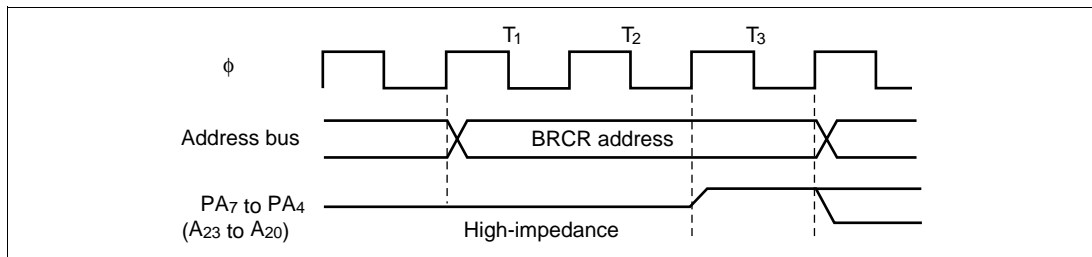 T1 T2 T3
φ
Address bus
BRCR address
PA7 to PA4
(A23 to A20)
High-impedance